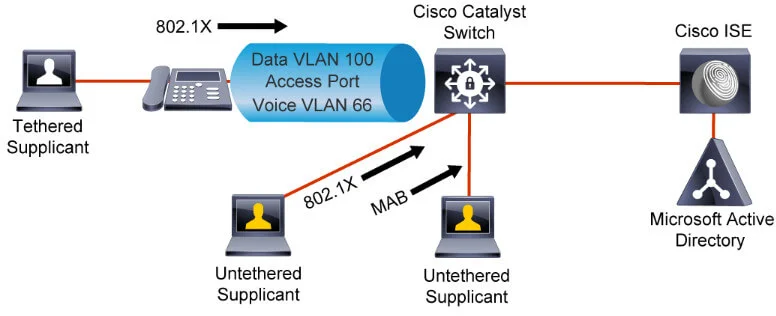 802.1X
Cisco Catalyst
Switch
Cisco ISE
Data VLAN 100
Access Port
Voice VLAN 66
Tethered
Supplicant
802.1X
MAB
Untethered
Supplicant
Untethered
Supplicant
Microsoft Active
Directory